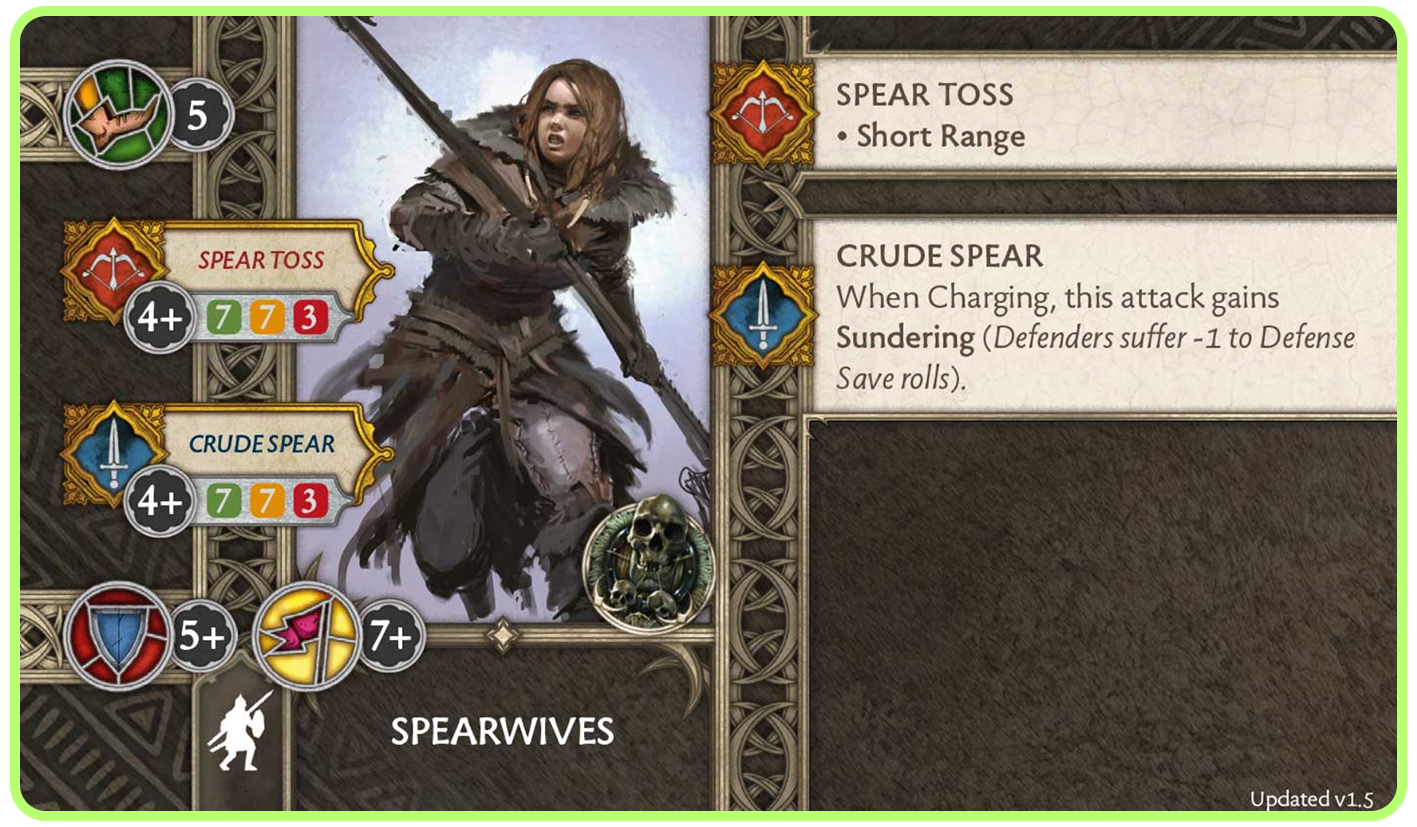 5
SPEAR TOSS
4+ 7 7 3
CRUDE SPEAR
4+ 7 7 3
5+ 7+
SPEARWIVES
SPEAR TOSS
• Short Range
CRUDE SPEAR
When Charging, this attack gains
Sundering (Defenders suffer -1 to Defense
Save rolls).
Updated v1.5